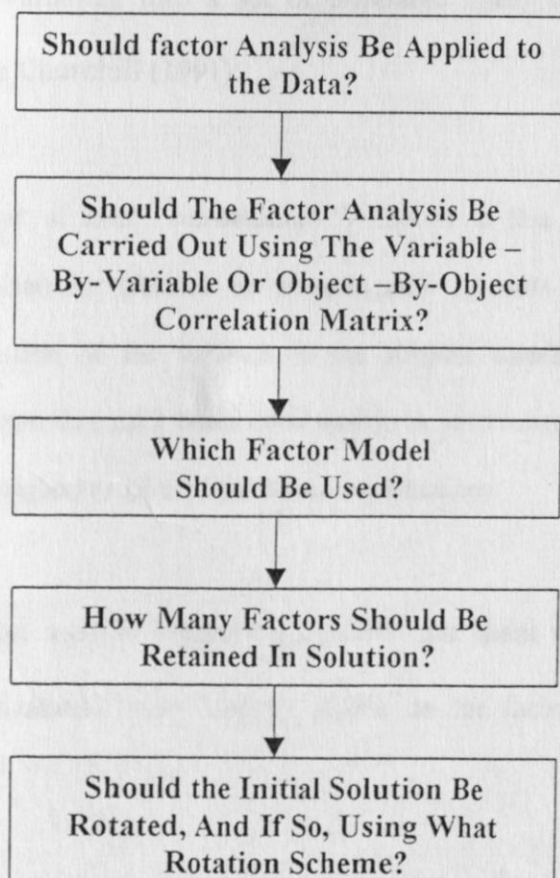 Should factor Analysis Be Applied to
the Data?
Should The Factor Analysis Be
Carried Out Using The Variable –
By-Variable Or Object –By-Object
Correlation Matrix?
Which Factor Model
Should Be Used?
How Many Factors Should Be
Retained In Solution?
Should the Initial Solution Be
Rotated, And If So, Using What
Rotation Scheme?